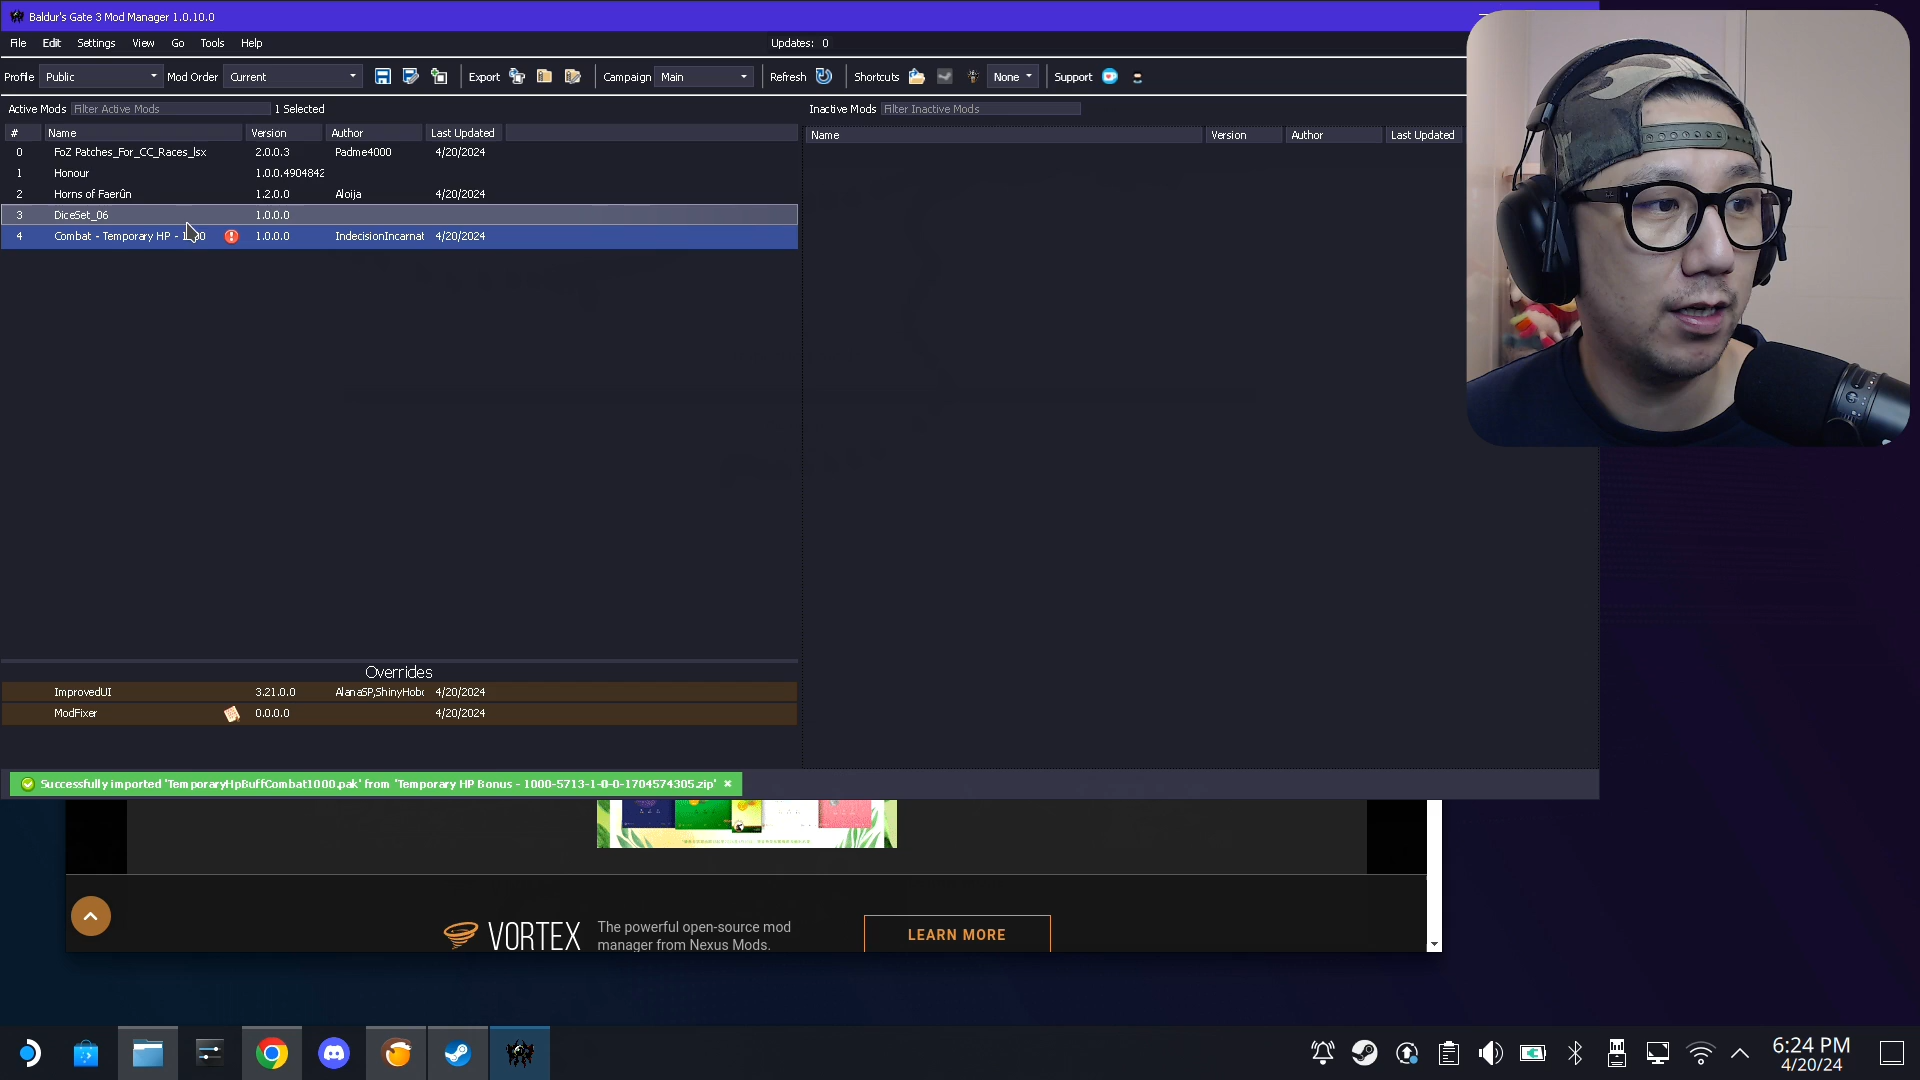 Baldur's Gate 3 Mod Manager 1.0.10.0
File Edit Settings View Go Tools Help Updates: 0
Profile Public Mod Order Current Export Campaign Main Refresh Shortcuts None Support
Active Mods Filter Active Mods 1 Selected Inactive Mods Filter Inactive Mods
# Name Version Author Last Updated Name Version Author Last Updated
0 FoZ Patches_For_CC_Races_lsx 2.0.0.3 Padme4000 4/20/2024
1 Honour 1.0.0.4904842
2 Horns of Faerûn 1.2.0.0 Aloija 4/20/2024
3 DiceSet_06 1.0.0.0
4 Combat - Temporary HP - 1000 1.0.0.0 IndecisionIncarnat 4/20/2024
Overrides
ImprovedUI 3.21.0.0 AlanaSP,ShinyHobo 4/20/2024
ModFixer 0.0.0.0 4/20/2024
Successfully imported 'TemporaryHpBuffCombat1000.pak' from 'Temporary HP Bonus - 1000-5713-1-0-0-1704574305.zip'
VORTEX The powerful open-source mod
manager from Nexus Mods.
LEARN MORE
6:24 PM
4/20/24